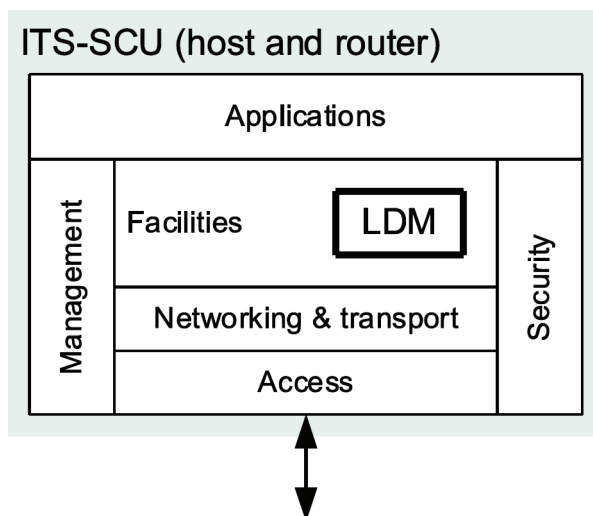 ITS-SCU (host and router)
Applications
Management
Facilities
LDM
Networking & transport
Access
Security